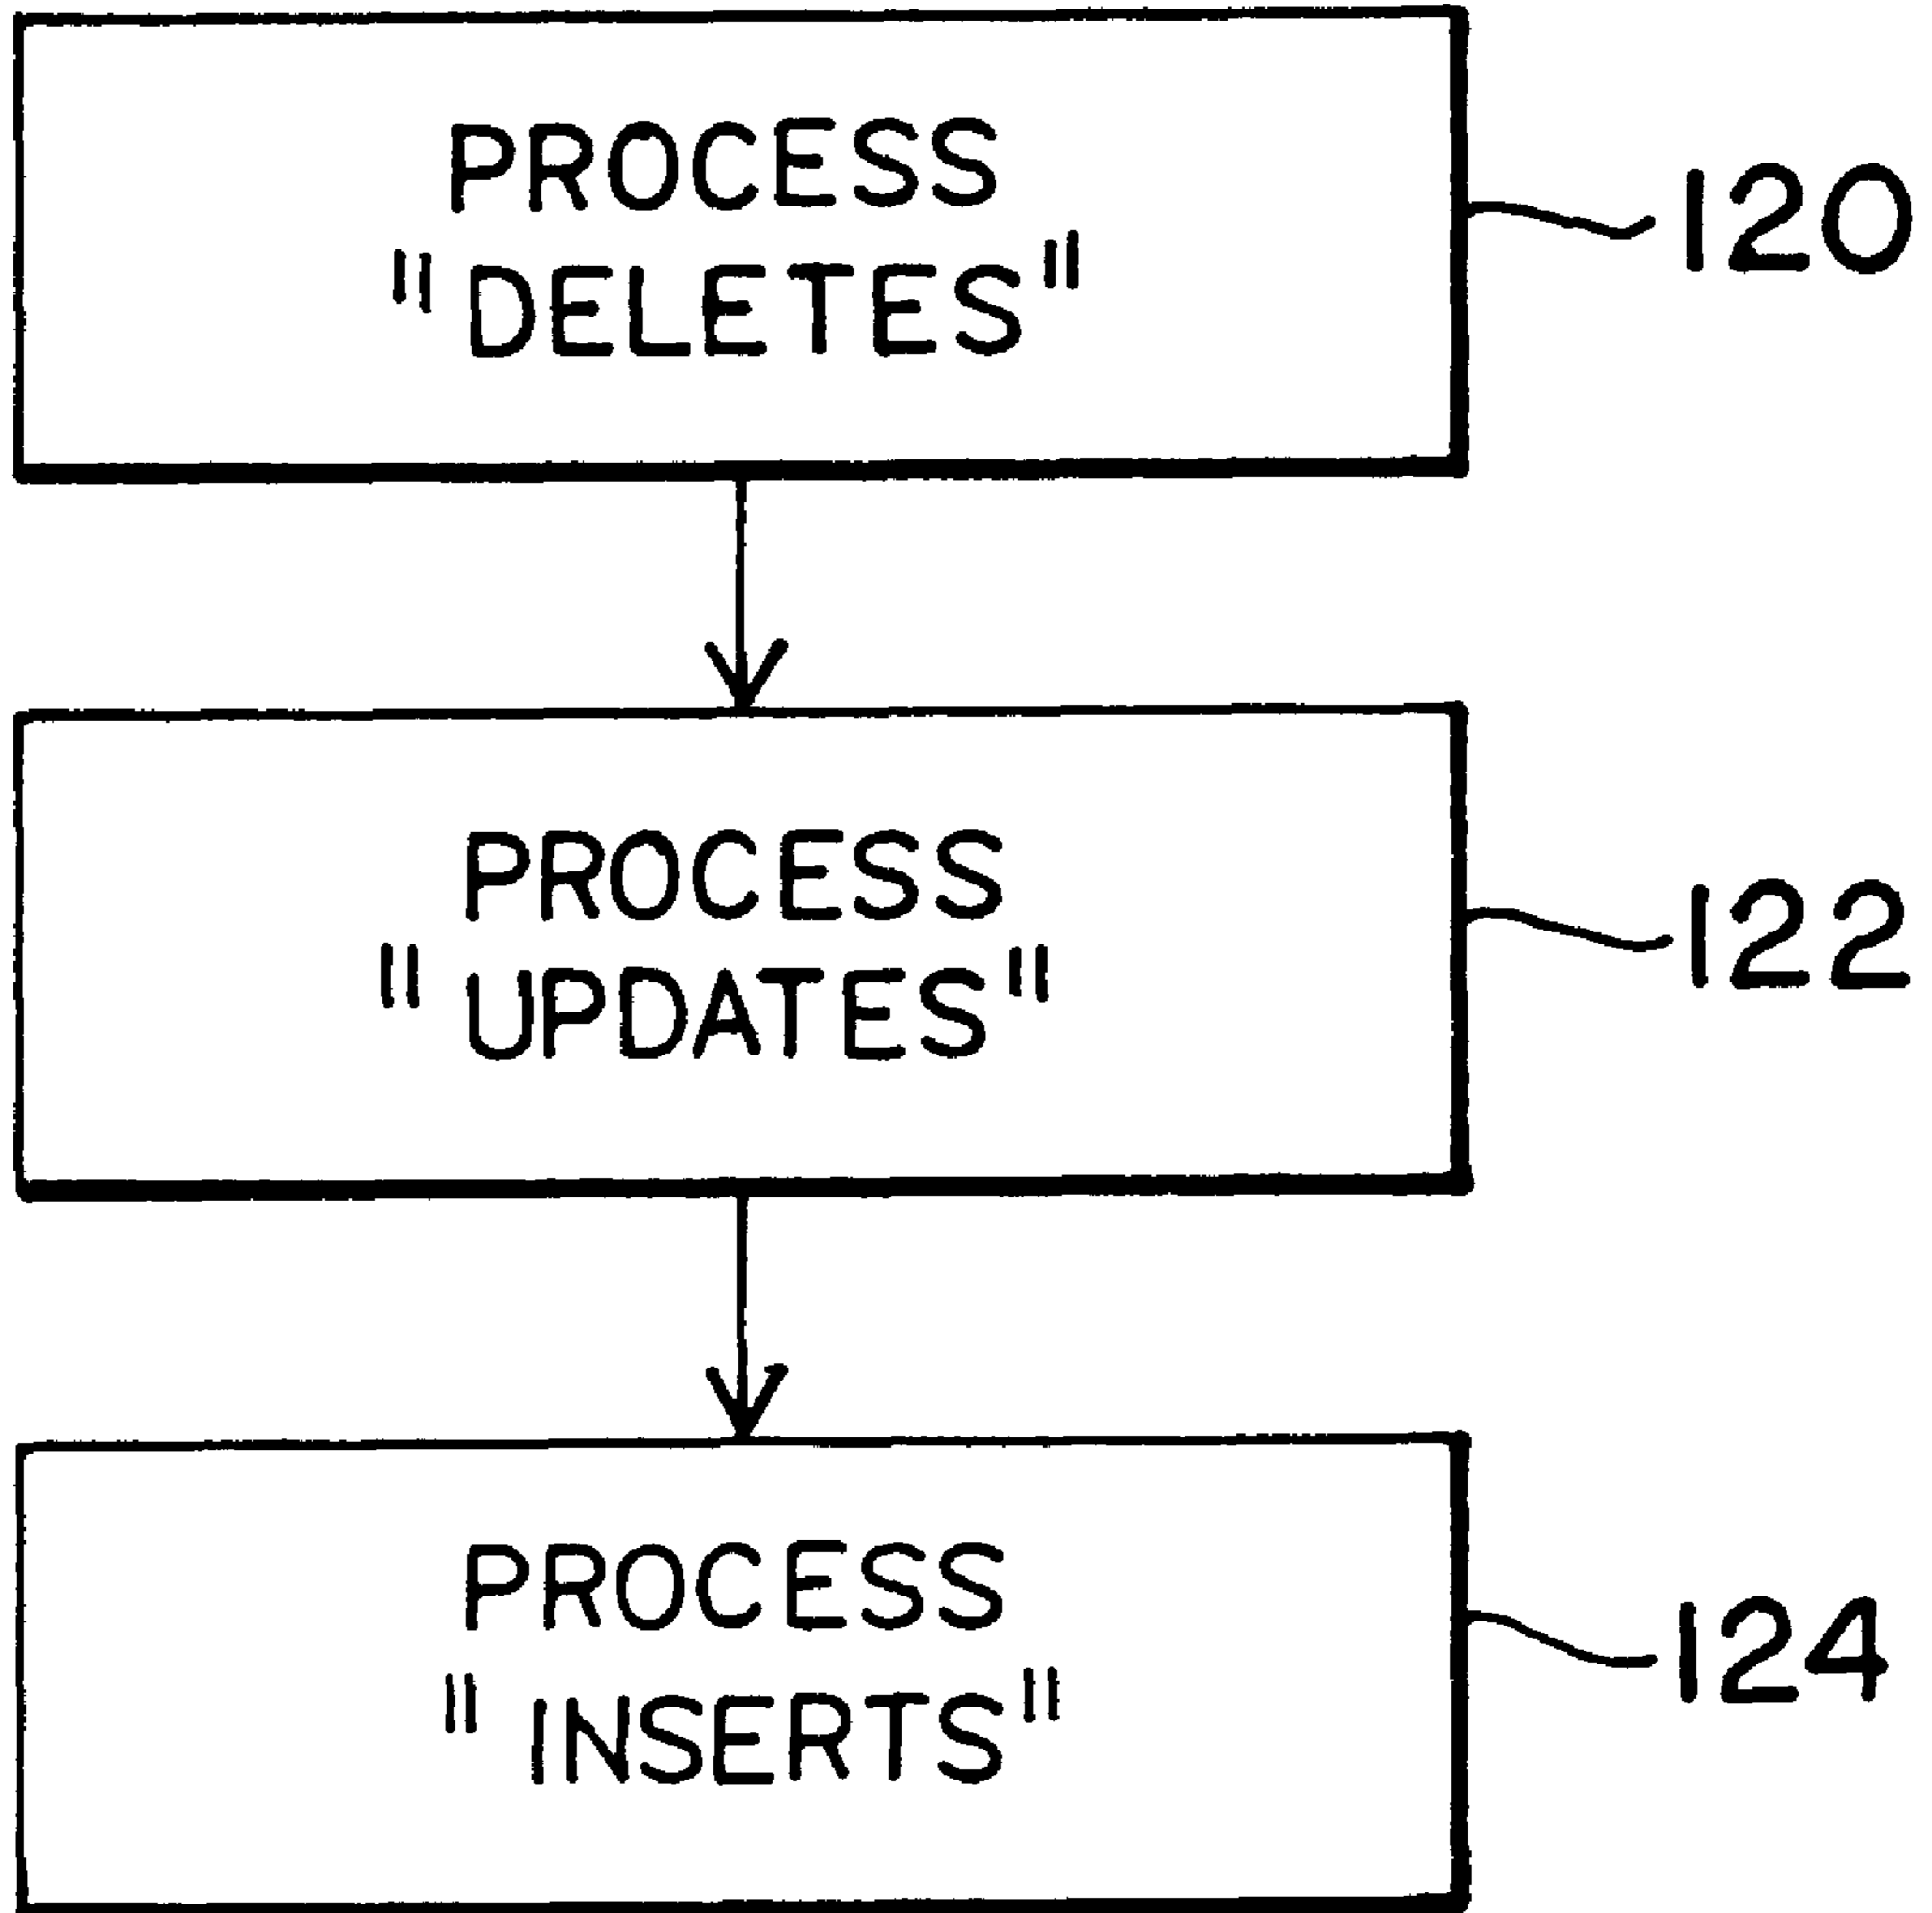 PROCESS
"DELETES"
120
PROCESS
"UPDATES"
122
PROCESS
"INSERTS"
124